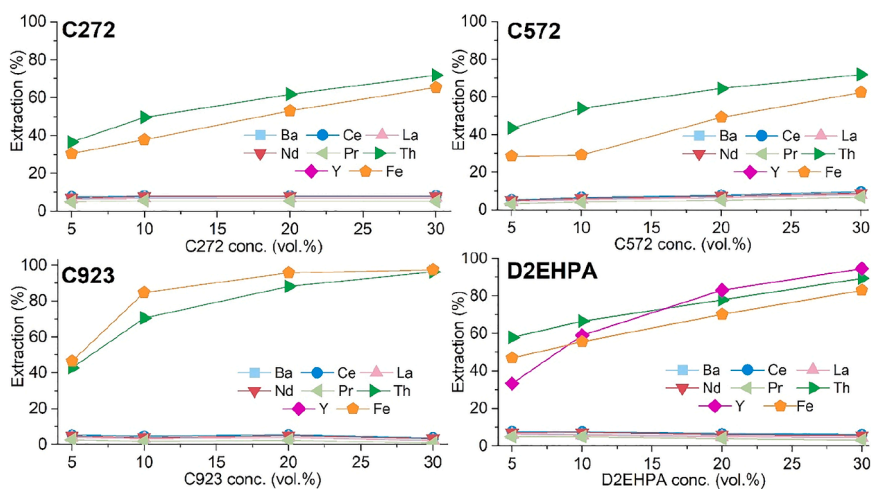 C272
Extraction (%)
100
80
60
40
20
0
Ba Ce La
Nd Pr Th
Y Fe
5 10 15 20 25 30
C272 conc. (vol.%)
C572
Extraction (%)
100
80
60
40
20
0
Ba Ce La
Nd Pr Th
Y Fe
5 10 15 20 25 30
C572 conc. (vol.%)
C923
Extraction (%)
100
80
60
40
20
0
Ba Ce La
Nd Pr Th
Y Fe
5 10 15 20 25 30
C923 conc. (vol.%)
D2EHPA
Extraction (%)
100
80
60
40
20
0
Ba Ce La
Nd Pr Th
Y Fe
5 10 15 20 25 30
D2EHPA conc. (vol.%)